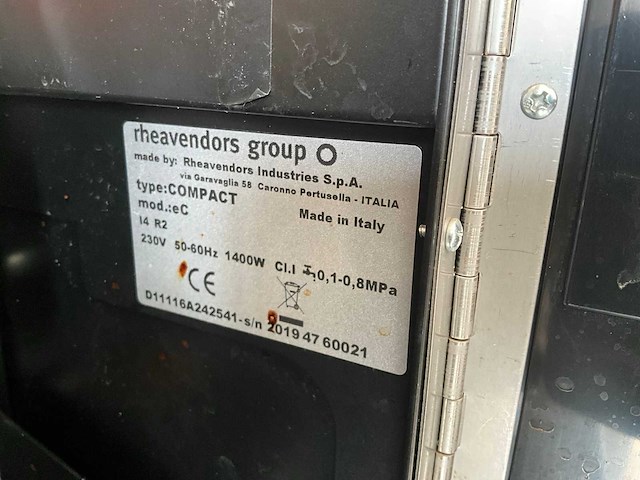 rheavendors group
made by: Rheavendors Industries S.p.A.
via Garavaglia 58 Caronno Pertusella - ITALIA
type:COMPACT
mod.:eC
Made in Italy
I4 R2
230V 50-60Hz 1400W Cl.I 0,1-0,8MPa
CE
D11116A242541-s/n 2019 47 60021